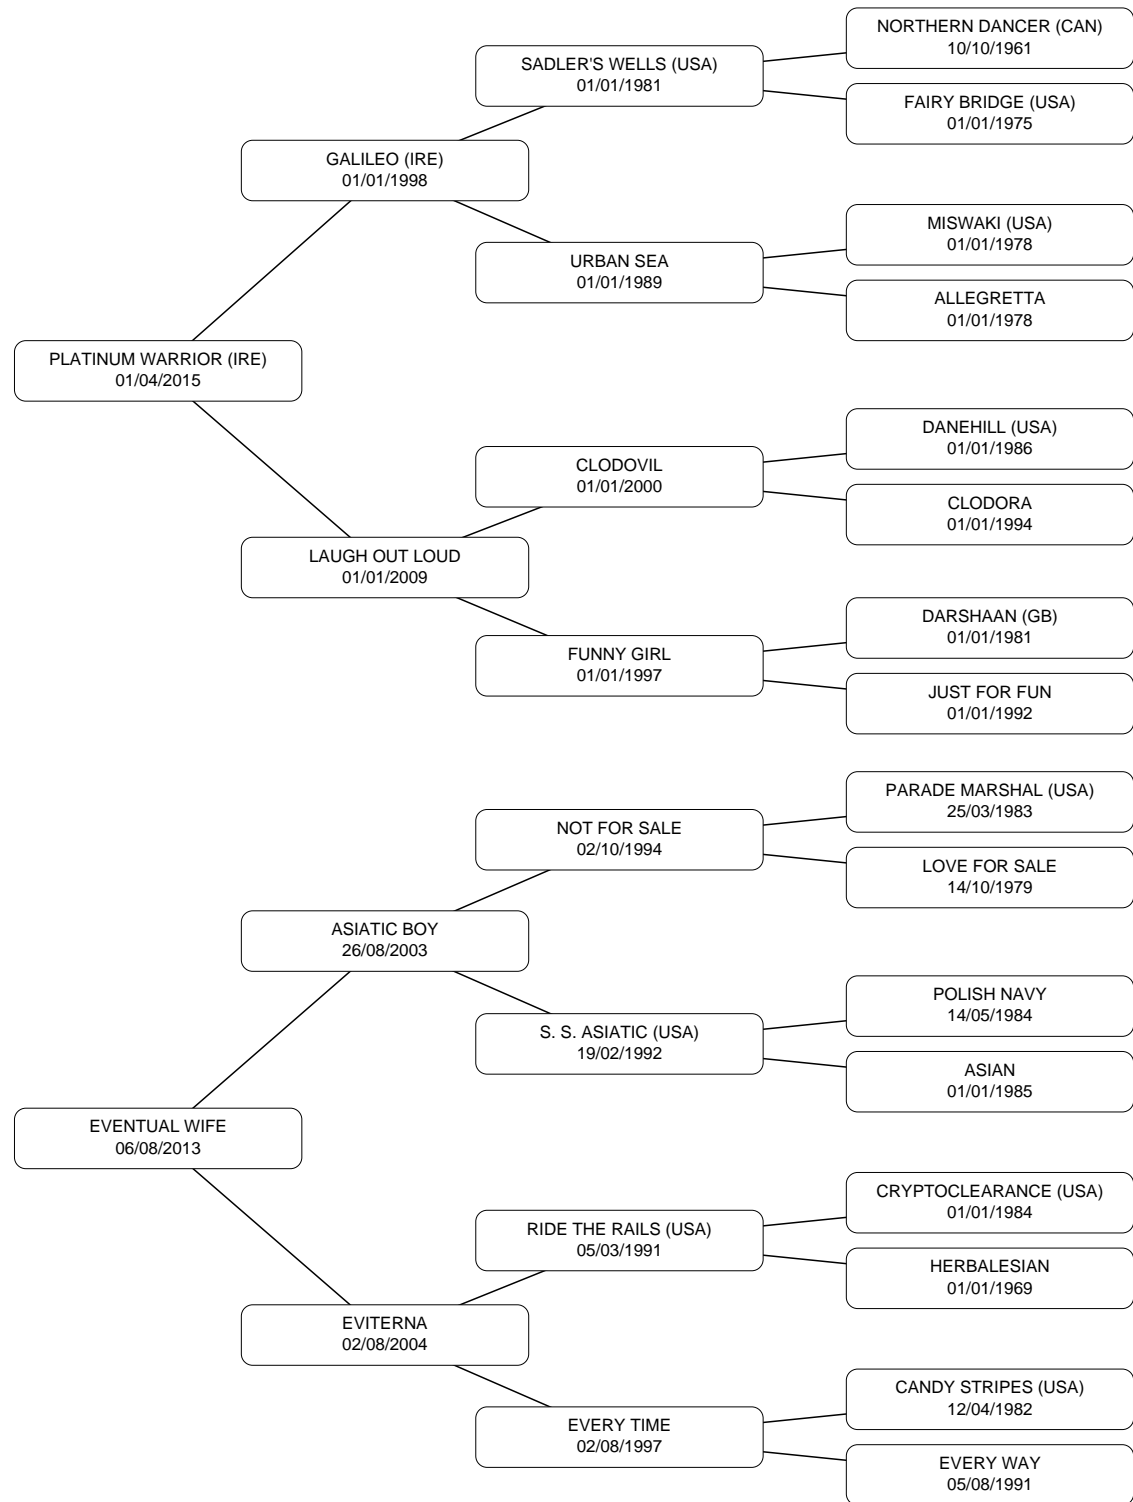 NORTHERN DANCER (CAN)
10/10/1961
SADLER'S WELLS (USA)
01/01/1981
FAIRY BRIDGE (USA)
01/01/1975
GALILEO (IRE)
01/01/1998
MISWAKI (USA)
01/01/1978
URBAN SEA
01/01/1989
ALLEGRETTA
01/01/1978
PLATINUM WARRIOR (IRE)
01/04/2015
DANEHILL (USA)
01/01/1986
CLODOVIL
01/01/2000
CLODORA
01/01/1994
LAUGH OUT LOUD
01/01/2009
DARSHAAN (GB)
01/01/1981
FUNNY GIRL
01/01/1997
JUST FOR FUN
01/01/1992
PARADE MARSHAL (USA)
25/03/1983
NOT FOR SALE
02/10/1994
LOVE FOR SALE
14/10/1979
ASIATIC BOY
26/08/2003
POLISH NAVY
14/05/1984
S. S. ASIATIC (USA)
19/02/1992
ASIAN
01/01/1985
EVENTUAL WIFE
06/08/2013
CRYPTOCLEARANCE (USA)
01/01/1984
RIDE THE RAILS (USA)
05/03/1991
HERBALESIAN
01/01/1969
EVITERNA
02/08/2004
CANDY STRIPES (USA)
12/04/1982
EVERY TIME
02/08/1997
EVERY WAY
05/08/1991